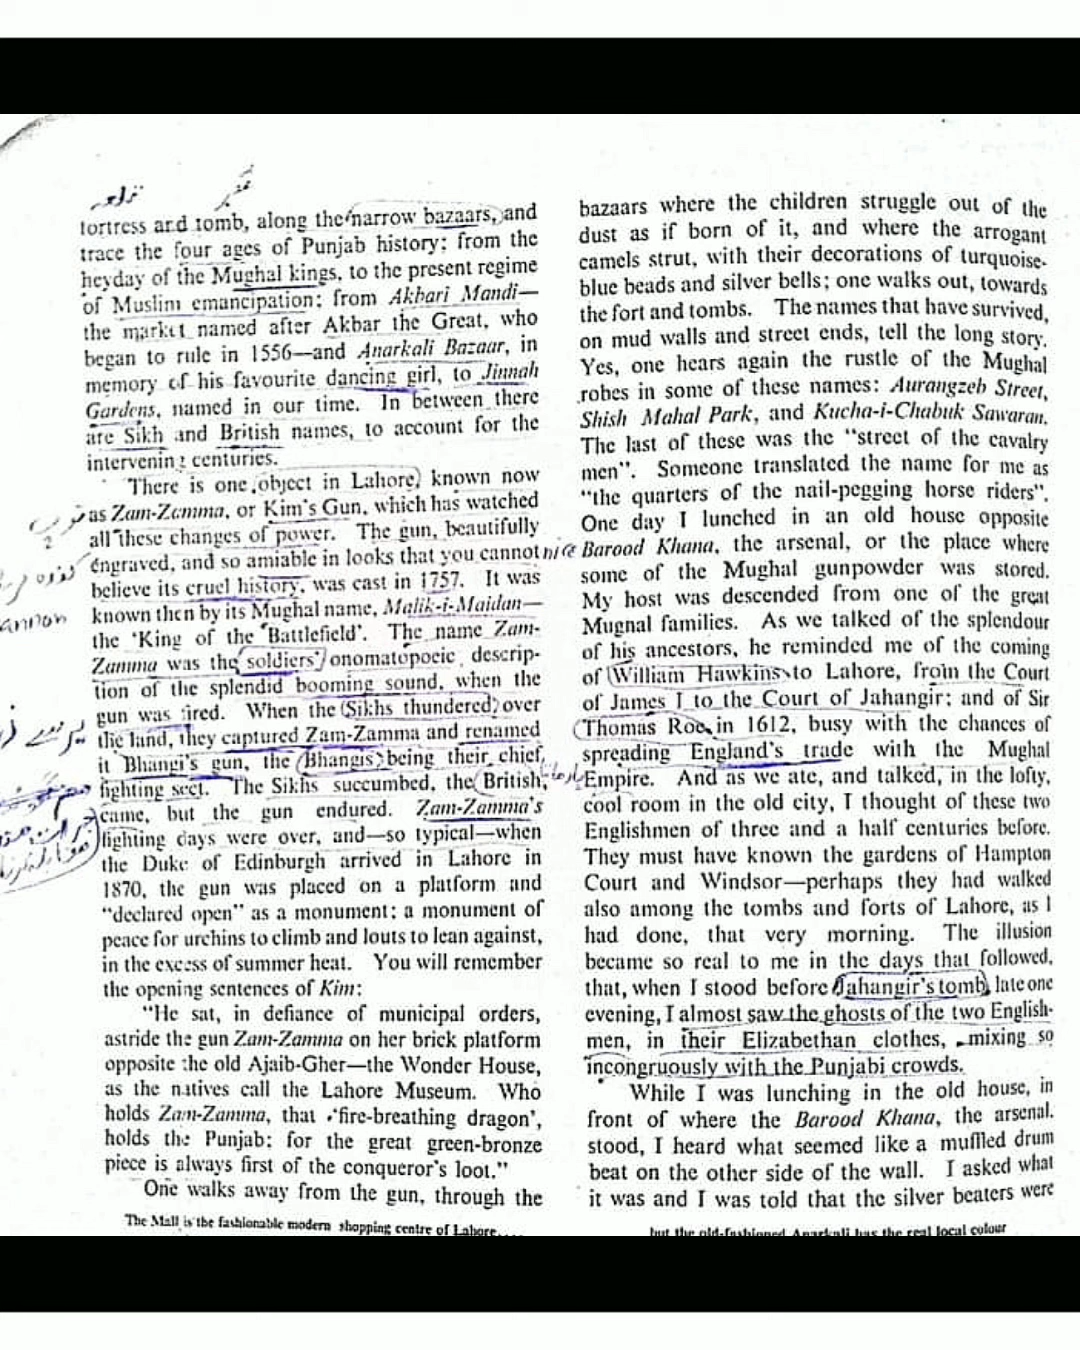 fortress and tomb, along the narrow bazaars, and
trace the four ages of Punjab history: from the
heyday of the Mughal kings, to the present regime
of Muslim emancipation; from Akbari Mandi—
the market named after Akbar the Great, who
began to rule in 1556—and Anarkali Bazaar, in
memory of his favourite dancing girl, to Jinnah
Gardens, named in our time. In between there
are Sikh and British names, to account for the
intervening centuries.
There is one object in Lahore, known now
as Zam-Zamma, or Kim's Gun, which has watched
all these changes of power. The gun, beautifully
engraved, and so amiable in looks that you cannot
believe its cruel history, was cast in 1757. It was
known then by its Mughal name, Malik-i-Maidan—
the 'King of the Battlefield'. The name Zam-
Zamma was the soldiers' onomatopoeic descrip-
tion of the splendid booming sound, when the
gun was fired. When the Sikhs thundered over
the land, they captured Zam-Zamma and renamed
it Bhangi's gun, the Bhangis being their chief,
fighting sect. The Sikhs succumbed, the British,
came, but the gun endured. Zam-Zamma's
fighting days were over, and—so typical—when
the Duke of Edinburgh arrived in Lahore in
1870, the gun was placed on a platform and
"declared open" as a monument; a monument of
peace for urchins to climb and louts to lean against,
in the excess of summer heat. You will remember
the opening sentences of Kim:
"He sat, in defiance of municipal orders,
astride the gun Zam-Zamma on her brick platform
opposite the old Ajaib-Gher—the Wonder House,
as the natives call the Lahore Museum. Who
holds Zam-Zamma, that 'fire-breathing dragon',
holds the Punjab; for the great green-bronze
piece is always first of the conqueror's loot."
One walks away from the gun, through the
The Mall is the fashionable modern shopping centre of Lahore....
nice
bazaars where the children struggle out of the
dust as if born of it, and where the arrogant
camels strut, with their decorations of turquoise-
blue beads and silver bells; one walks out, towards
the fort and tombs. The names that have survived,
on mud walls and street ends, tell the long story.
Yes, one hears again the rustle of the Mughal
robes in some of these names: Aurangzeb Street,
Shish Mahal Park, and Kucha-i-Chabuk Sawaran.
The last of these was the "street of the cavalry
men". Someone translated the name for me as
"the quarters of the nail-pegging horse riders".
One day I lunched in an old house opposite
Barood Khana, the arsenal, or the place where
some of the Mughal gunpowder was stored.
My host was descended from one of the great
Mugnal families. As we talked of the splendour
of his ancestors, he reminded me of the coming
of William Hawkins to Lahore, from the Court
of James I to the Court of Jahangir; and of Sir
Thomas Roe, in 1612, busy with the chances of
spreading England's trade with the Mughal
Empire. And as we ate, and talked, in the lofty,
cool room in the old city, I thought of these two
Englishmen of three and a half centuries before.
They must have known the gardens of Hampton
Court and Windsor—perhaps they had walked
also among the tombs and forts of Lahore, as I
had done, that very morning. The illusion
became so real to me in the days that followed,
that, when I stood before Jahangir's tomb, late one
evening, I almost saw the ghosts of the two English-
men, in their Elizabethan clothes, mixing so
incongruously with the Punjabi crowds.
While I was lunching in the old house, in
front of where the Barood Khana, the arsenal,
stood, I heard what seemed like a muffled drum
beat on the other side of the wall. I asked what
it was and I was told that the silver beaters were
but the old-fashioned Anarkali has the real local colour